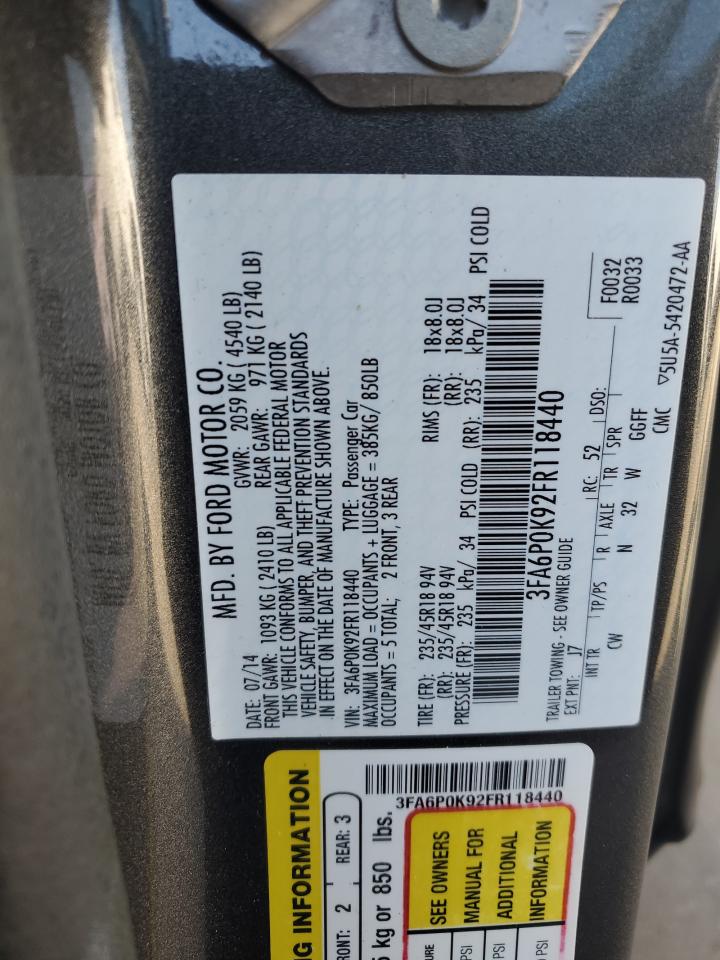 MFD. BY FORD MOTOR CO.
DATE: 07/14 GVWR: 2059 KG ( 4540 LB)
FRONT GAWR: 1093 KG (2410 LB) REAR GAWR: 971 KG ( 2140 LB)
THIS VEHICLE CONFORMS TO ALL APPLICABLE FEDERAL MOTOR
VEHICLE SAFETY, BUMPER, AND THEFT PREVENTION STANDARDS
IN EFFECT ON THE DATE OF MANUFACTURE SHOWN ABOVE.
VIN: 3FA6P0K92FR118440 TYPE: Passenger Car
MAXIMUM LOAD = OCCUPANTS + LUGGAGE = 385KG/ 850LB
OCCUPANTS = 5 TOTAL; 2 FRONT, 3 REAR
TIRE (FR): 235/45R18 94V RIMS (FR): 18x8.0J
(RR): 235/45R18 94V (RR): 18x8.0J
PRESSURE (FR): 235 kPa/ 34 PSI COLD (RR): 235 kPa/ 34 PSI COLD
3FA6P0K92FR118440
TRAILER TOWING - SEE OWNER GUIDE
EXT PNT: J7 RC: 52 DSO: F0032
R0033
INT TR TP/PS R AXLE TR SPR
CW N 32 W GGFF
CMC ▽5U5A-5420472-AA
NG INFORMATION
FRONT: 2 REAR: 3
5 kg or 850 lbs.
3FA6P0K92FR118440
SEE OWNERS
MANUAL FOR
ADDITIONAL
INFORMATION
PSI
PSI
PSI